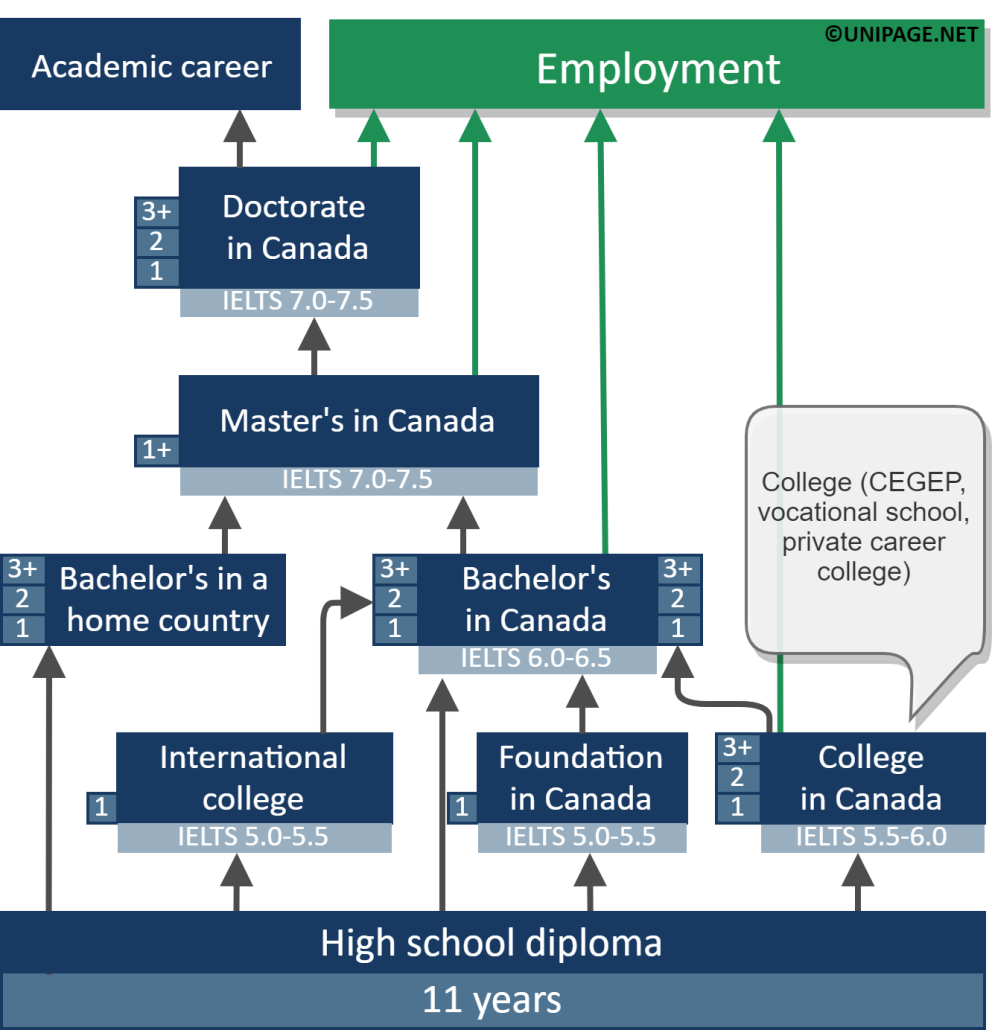 ©UNIPAGE.NET
Academic career
Employment
3+
2
1
Doctorate
in Canada
IELTS 7.0-7.5
Master's in Canada
1+
IELTS 7.0-7.5
College (CEGEP,
vocational school,
private career
college)
3+
2
1
Bachelor's in a
home country
3+
2
1
Bachelor's
in Canada
3+
2
1
IELTS 6.0-6.5
International
college
1
IELTS 5.0-5.5
Foundation
in Canada
1
IELTS 5.0-5.5
3+
2
1
College
in Canada
IELTS 5.5-6.0
High school diploma
11 years